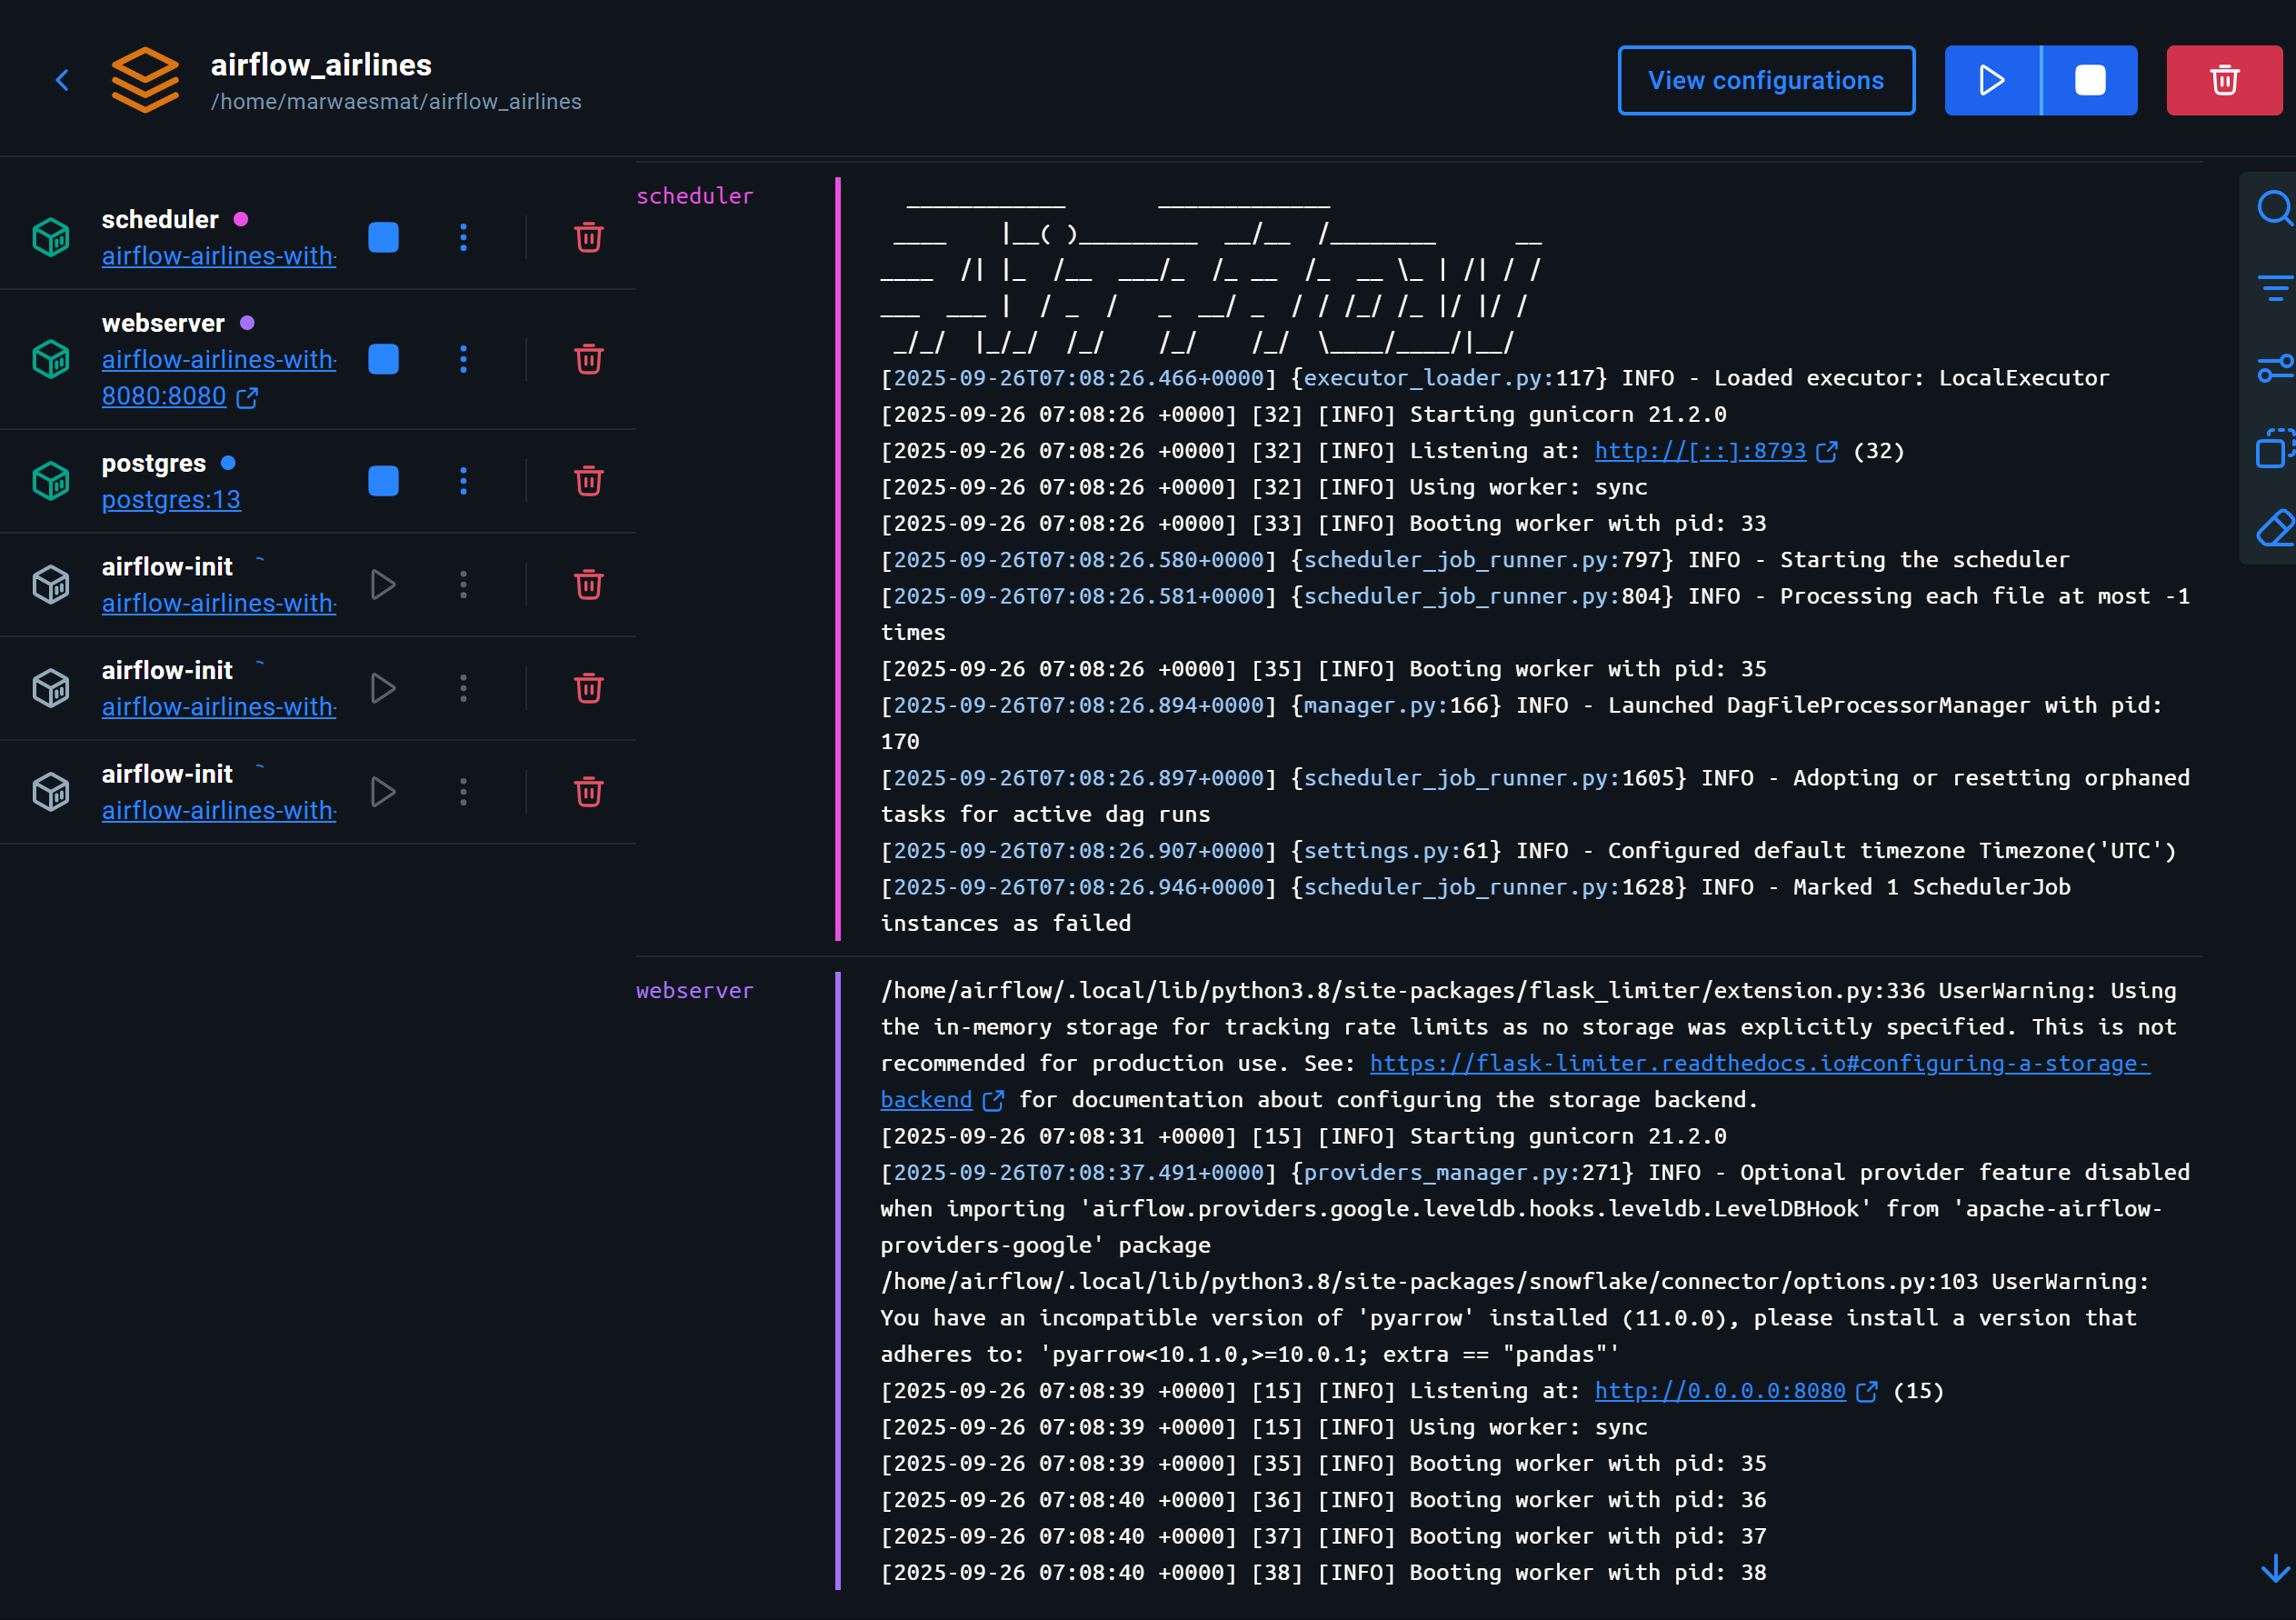 airflow_airlines
/home/marwaesmat/airflow_airlines
View configurations
scheduler
airflow-airlines-with-
webserver
airflow-airlines-with-
8080:8080
postgres
postgres:13
airflow-init
airflow-airlines-with-
airflow-init
airflow-airlines-with-
airflow-init
airflow-airlines-with-
scheduler
  ____________       _____________
 ____    |__( )_________  __/__  /________      __
____  /| |_  /__  ___/_  /_ __  /_  __ \_ | /| / /
___  ___ |  / _  /   _  __/ _  / / /_/ /_ |/ |/ /
 _/_/  |_/_/  /_/    /_/    /_/  \____/____/|__/
[2025-09-26T07:08:26.466+0000] {executor_loader.py:117} INFO - Loaded executor: LocalExecutor
[2025-09-26 07:08:26 +0000] [32] [INFO] Starting gunicorn 21.2.0
[2025-09-26 07:08:26 +0000] [32] [INFO] Listening at: http://[::]:8793 (32)
[2025-09-26 07:08:26 +0000] [32] [INFO] Using worker: sync
[2025-09-26 07:08:26 +0000] [33] [INFO] Booting worker with pid: 33
[2025-09-26T07:08:26.580+0000] {scheduler_job_runner.py:797} INFO - Starting the scheduler
[2025-09-26T07:08:26.581+0000] {scheduler_job_runner.py:804} INFO - Processing each file at most -1
times
[2025-09-26 07:08:26 +0000] [35] [INFO] Booting worker with pid: 35
[2025-09-26T07:08:26.894+0000] {manager.py:166} INFO - Launched DagFileProcessorManager with pid:
170
[2025-09-26T07:08:26.897+0000] {scheduler_job_runner.py:1605} INFO - Adopting or resetting orphaned
tasks for active dag runs
[2025-09-26T07:08:26.907+0000] {settings.py:61} INFO - Configured default timezone Timezone('UTC')
[2025-09-26T07:08:26.946+0000] {scheduler_job_runner.py:1628} INFO - Marked 1 SchedulerJob
instances as failed
webserver
/home/airflow/.local/lib/python3.8/site-packages/flask_limiter/extension.py:336 UserWarning: Using
the in-memory storage for tracking rate limits as no storage was explicitly specified. This is not
recommended for production use. See: https://flask-limiter.readthedocs.io#configuring-a-storage-
backend for documentation about configuring the storage backend.
[2025-09-26 07:08:31 +0000] [15] [INFO] Starting gunicorn 21.2.0
[2025-09-26T07:08:37.491+0000] {providers_manager.py:271} INFO - Optional provider feature disabled
when importing 'airflow.providers.google.leveldb.hooks.leveldb.LevelDBHook' from 'apache-airflow-
providers-google' package
/home/airflow/.local/lib/python3.8/site-packages/snowflake/connector/options.py:103 UserWarning:
You have an incompatible version of 'pyarrow' installed (11.0.0), please install a version that
adheres to: 'pyarrow<10.1.0,>=10.0.1; extra == "pandas"'
[2025-09-26 07:08:39 +0000] [15] [INFO] Listening at: http://0.0.0.0:8080 (15)
[2025-09-26 07:08:39 +0000] [15] [INFO] Using worker: sync
[2025-09-26 07:08:39 +0000] [35] [INFO] Booting worker with pid: 35
[2025-09-26 07:08:40 +0000] [36] [INFO] Booting worker with pid: 36
[2025-09-26 07:08:40 +0000] [37] [INFO] Booting worker with pid: 37
[2025-09-26 07:08:40 +0000] [38] [INFO] Booting worker with pid: 38